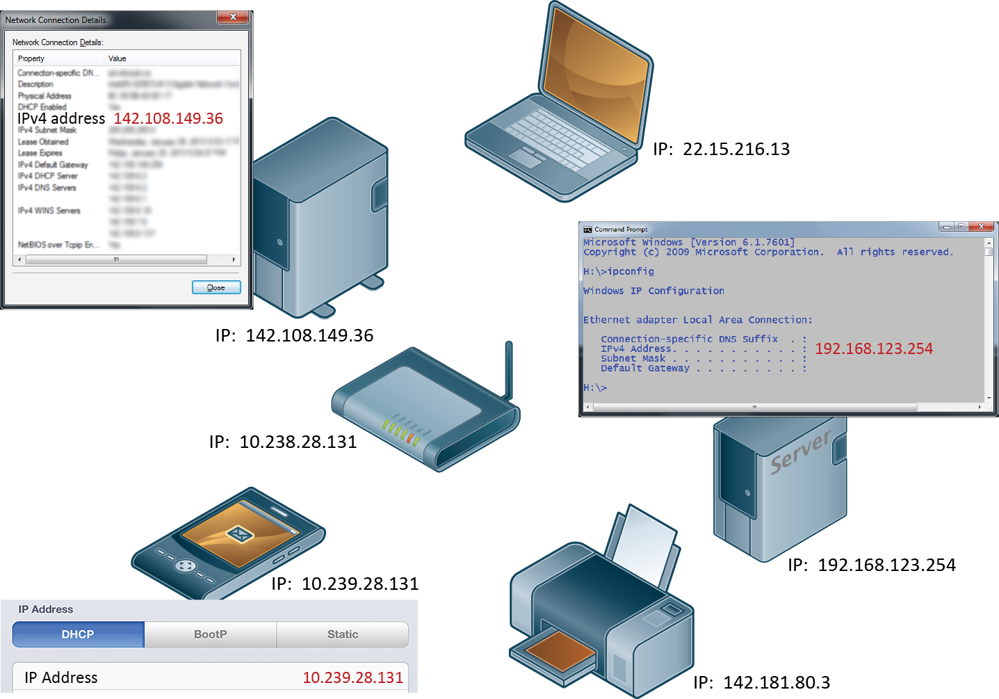 Network Connection Details
Network Connection Details:
Property Value
Connection-specific DN...
Description
Physical Address
DHCP Enabled
IPv4 address 142.108.149.36
IPv4 Subnet Mask
Lease Obtained
Lease Expires
IPv4 Default Gateway
IPv4 DHCP Server
IPv4 DNS Servers
IPv4 WINS Servers
NetBIOS over Tcpip En...
Close
IP: 142.108.149.36
IP: 22.15.216.13
Command Prompt
Microsoft Windows [Version 6.1.7601]
Copyright (c) 2009 Microsoft Corporation. All rights reserved.
H:\>ipconfig
Windows IP Configuration
Ethernet adapter Local Area Connection:
Connection-specific DNS Suffix . :
IPv4 Address. . . . . . . . . . . : 192.168.123.254
Subnet Mask . . . . . . . . . . . :
Default Gateway . . . . . . . . . :
H:\>
Server
IP: 192.168.123.254
IP: 10.238.28.131
IP: 10.239.28.131
IP Address
DHCP BootP Static
IP Address 10.239.28.131
IP: 142.181.80.3